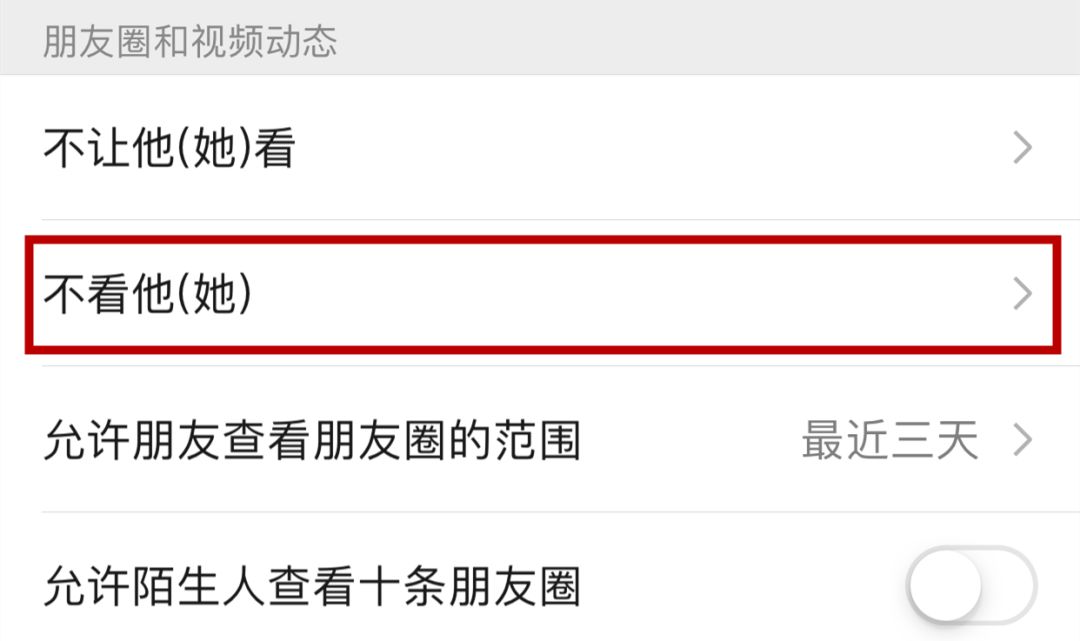 朋友圈和视频动态
不让他(她)看
不看他(她)
允许朋友查看朋友圈的范围 最近三天
允许陌生人查看十条朋友圈